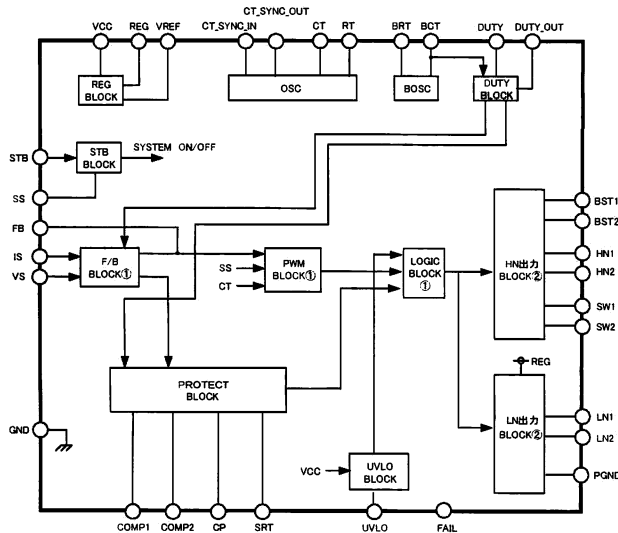 CT_SYNC_OUT
VCC REG VREF CT_SYNC_IN CT RT BRT BCT DUTY DUTY_OUT
REG
BLOCK
OSC
BOSC
DUTY
BLOCK
STB
STB
BLOCK
SYSTEM ON/OFF
SS
FB
IS
VS
F/B
BLOCK①
SS
CT
PWM
BLOCK①
LOGIC
BLOCK
①
HN出力
BLOCK②
BST1
BST2
HN1
HN2
SW1
SW2
REG
PROTECT
BLOCK
LN出力
BLOCK②
LN1
LN2
PGND
GND
VCC
UVLO
BLOCK
COMP1 COMP2 CP SRT UVLO FAIL